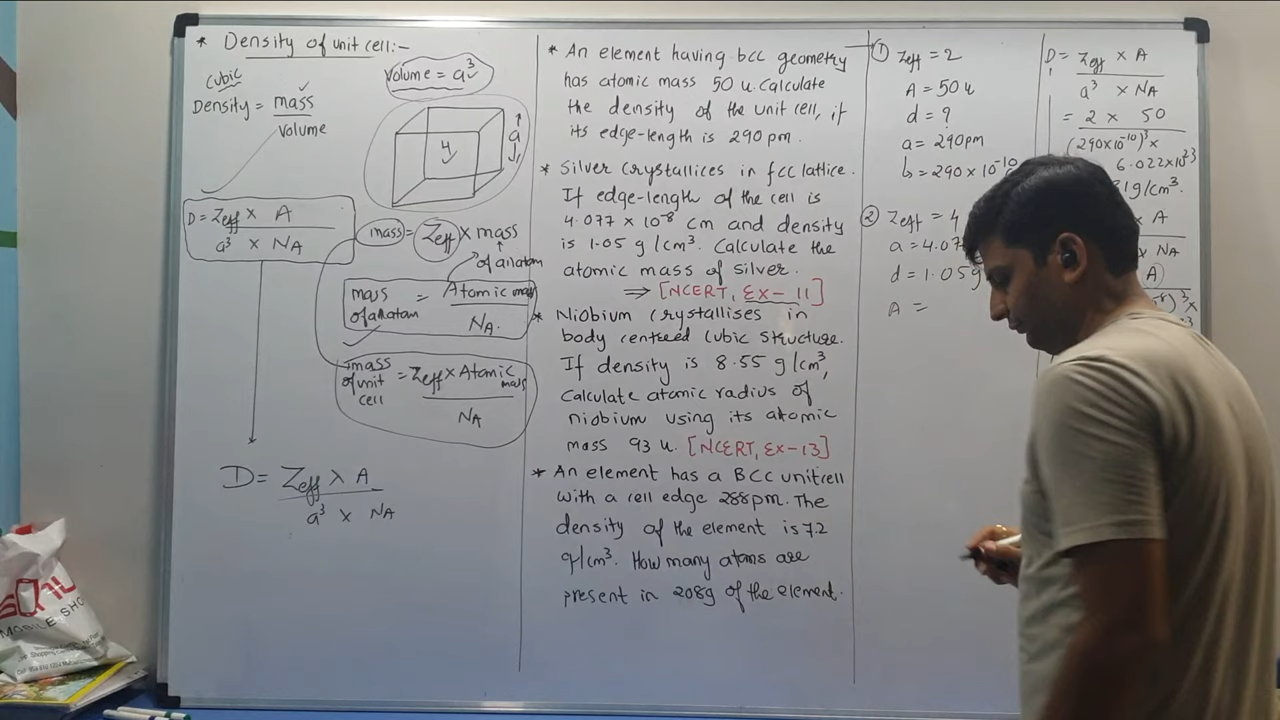 * Density of unit cell:-
cubic
Density = mass
volume
Volume = a³
a
D = Zeff × A
a³ × NA
mass = Zeff × mass
of an atom
mass of an atom = Atomic mass
NA.
mass of unit cell = Zeff × Atomic mass
NA
D = Zeff × A
a³ × NA
* An element having bcc geometry
has atomic mass 50 u. Calculate
the density of the unit cell, if
its edge-length is 290 pm.
* Silver crystallices in fcc lattice.
If edge-length of the cell is
4.077 × 10⁻⁸ cm and density
is 1.05 g/cm³. Calculate the
atomic mass of silver.
⇒ [NCERT, Ex-11]
* Niobium crystallises in
body centred cubic structure.
If density is 8.55 g/cm³,
calculate atomic radius of
niobium using its atomic
mass 93 u. [NCERT, Ex-13]
* An element has a BCC unitcell
with a cell edge 288pm. The
density of the element is 7.2
g/cm³. How many atoms are
present in 208g of the element.
① Zeff = 2
A = 50 u
d = ?
a = 290pm
= 290 × 10⁻¹⁰
D = Zeff × A
a³ × NA
= 2 × 50
(290×10⁻¹⁰)³ ×
6.022×10²³
g/cm³.
② Zeff = 4
a = 4.07
d = 1.05g
A =
× A
× NA
A)
)³ ×
SONU
MOBILE SHO